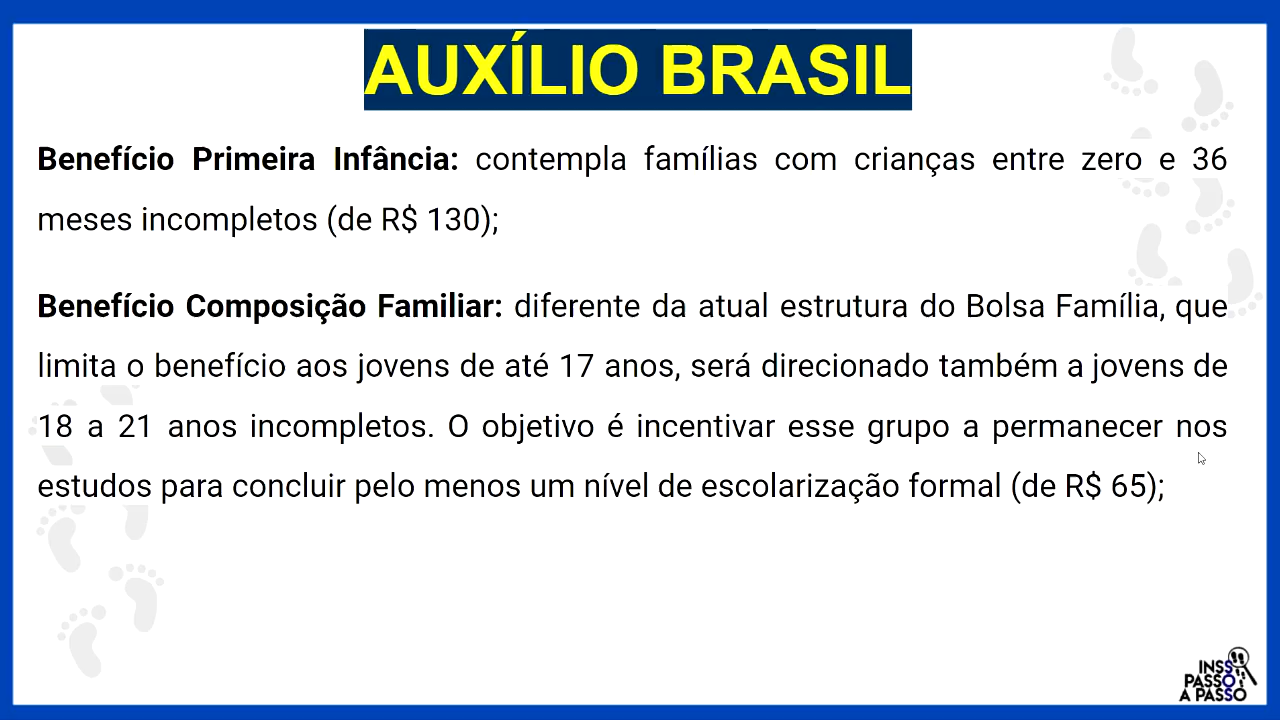 AUXÍLIO BRASIL
Benefício Primeira Infância: contempla famílias com crianças entre zero e 36
meses incompletos (de R$ 130);
Benefício Composição Familiar: diferente da atual estrutura do Bolsa Família, que
limita o benefício aos jovens de até 17 anos, será direcionado também a jovens de
18 a 21 anos incompletos. O objetivo é incentivar esse grupo a permanecer nos
estudos para concluir pelo menos um nível de escolarização formal (de R$ 65);
INSS
PASSO
A PASSO